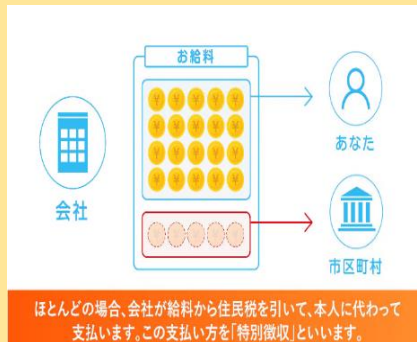 お給料
会社
あなた
市区町村
ほとんどの場合、会社が給料から住民税を引いて、本人に代わって
支払います。この支払い方を「特別徴収」といいます。